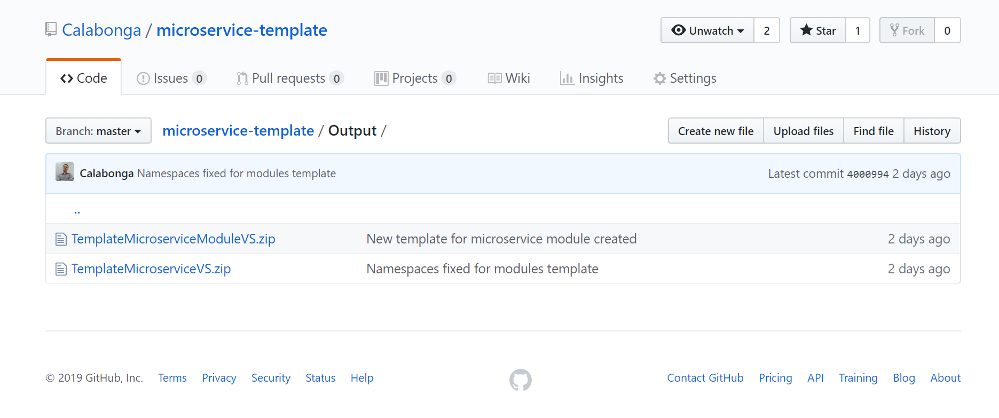 Calabonga / microservice-template Unwatch 2 Star 1 Fork 0
Code Issues 0 Pull requests 0 Projects 0 Wiki Insights Settings
Branch: master microservice-template / Output / Create new file Upload files Find file History
Calabonga Namespaces fixed for modules template Latest commit 4000994 2 days ago
..
TemplateMicroserviceModuleVS.zip New template for microservice module created 2 days ago
TemplateMicroserviceVS.zip Namespaces fixed for modules template 2 days ago
© 2019 GitHub, Inc. Terms Privacy Security Status Help Contact GitHub Pricing API Training Blog About